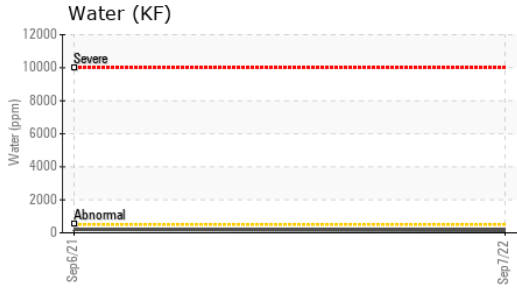 Water (KF)
12000
10000
8000
6000
4000
2000
0
Water (ppm)
Severe
Abnormal
Sep6/21
Sep7/22